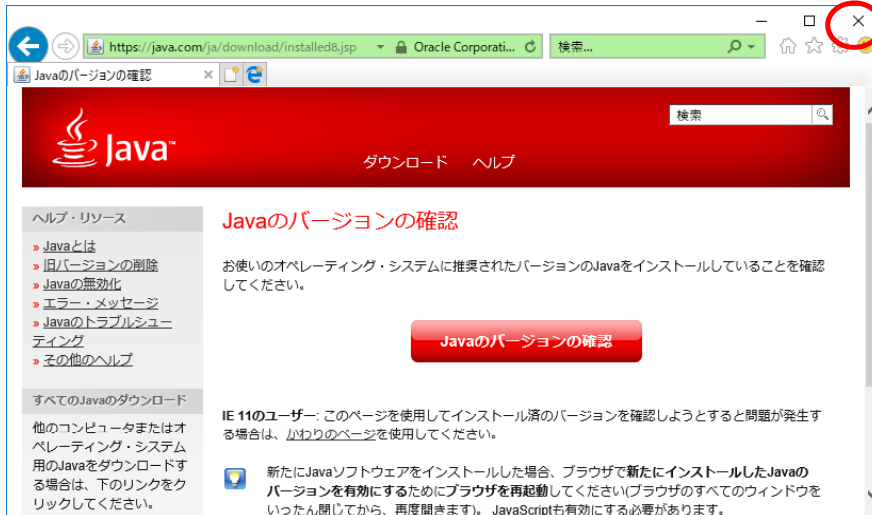 https://java.com/ja/download/installed8.jsp
Oracle Corporati...
検索...
Javaのバージョンの確認
検索
Java™
ダウンロード ヘルプ
ヘルプ・リソース
» Javaとは
» 旧バージョンの削除
» Javaの無効化
» エラー・メッセージ
» Javaのトラブルシュー
ティング
» その他のヘルプ
すべてのJavaのダウンロード
他のコンピュータまたはオ
ペレーティング・システム
用のJavaをダウンロードす
る場合は、下のリンクをク
リックしてください。
Javaのバージョンの確認
お使いのオペレーティング・システムに推奨されたバージョンのJavaをインストールしていることを確認
してください。
Javaのバージョンの確認
IE 11のユーザー: このページを使用してインストール済のバージョンを確認しようとすると問題が発生す
る場合は、かわりのページを使用してください。
新たにJavaソフトウェアをインストールした場合、ブラウザで新たにインストールしたJavaの
バージョンを有効にするためにブラウザを再起動してください(ブラウザのすべてのウィンドウを
いったん閉じてから、再度開きます)。 JavaScriptも有効にする必要があります。